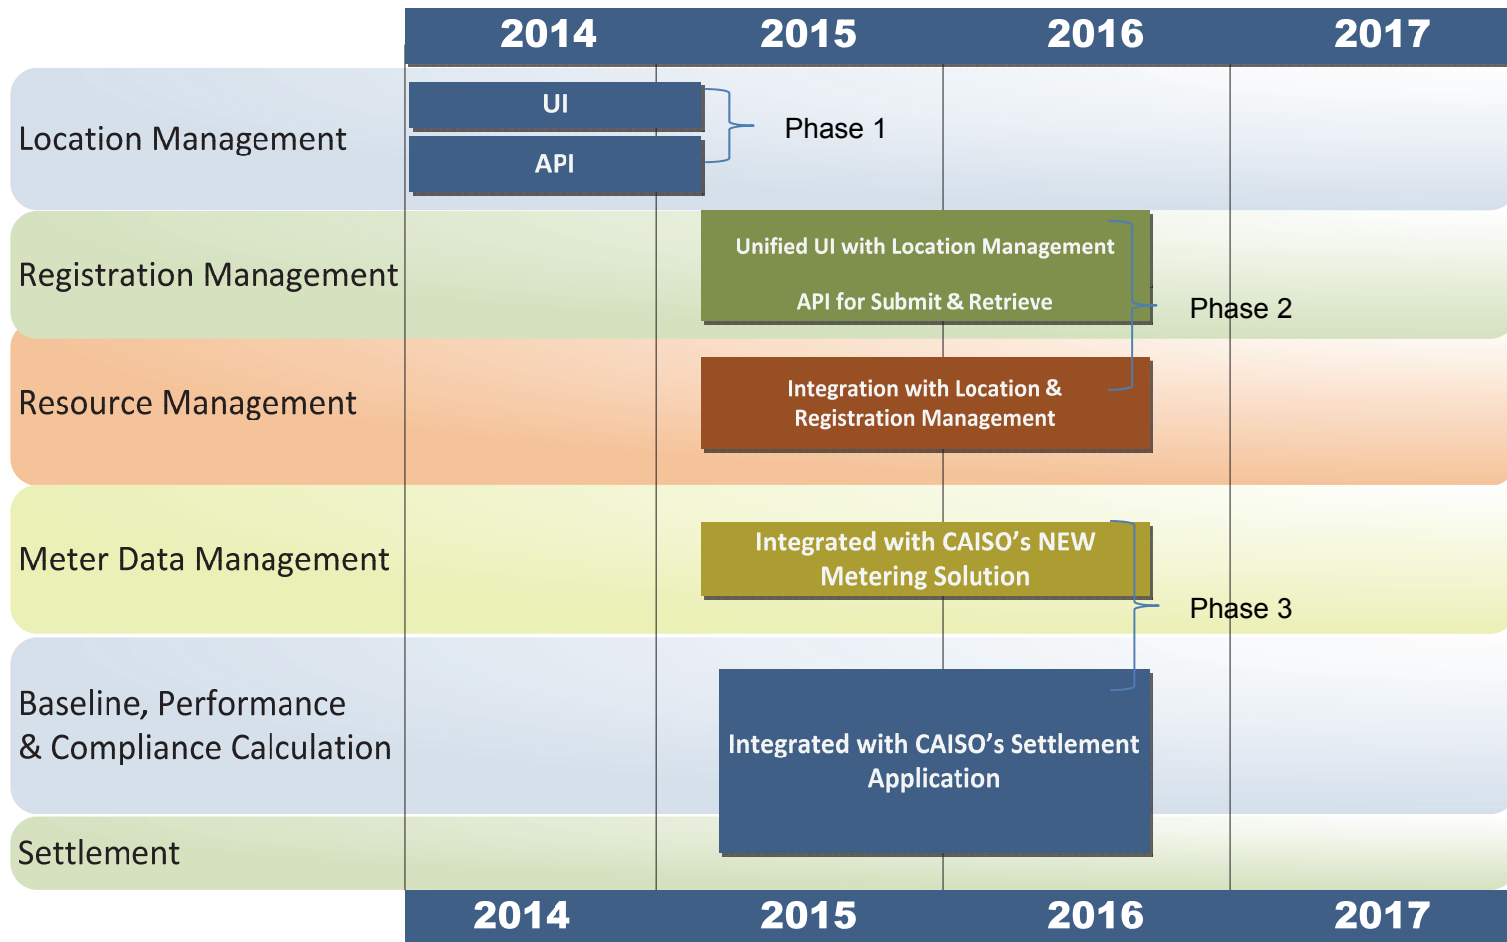 2014 2015 2016 2017
Location Management
UI
API
Phase 1
Registration Management
Unified UI with Location Management
API for Submit & Retrieve
Phase 2
Resource Management
Integration with Location &
Registration Management
Meter Data Management
Integrated with CAISO’s NEW
Metering Solution
Phase 3
Baseline, Performance
& Compliance Calculation
Integrated with CAISO’s Settlement
Application
Settlement
2014 2015 2016 2017